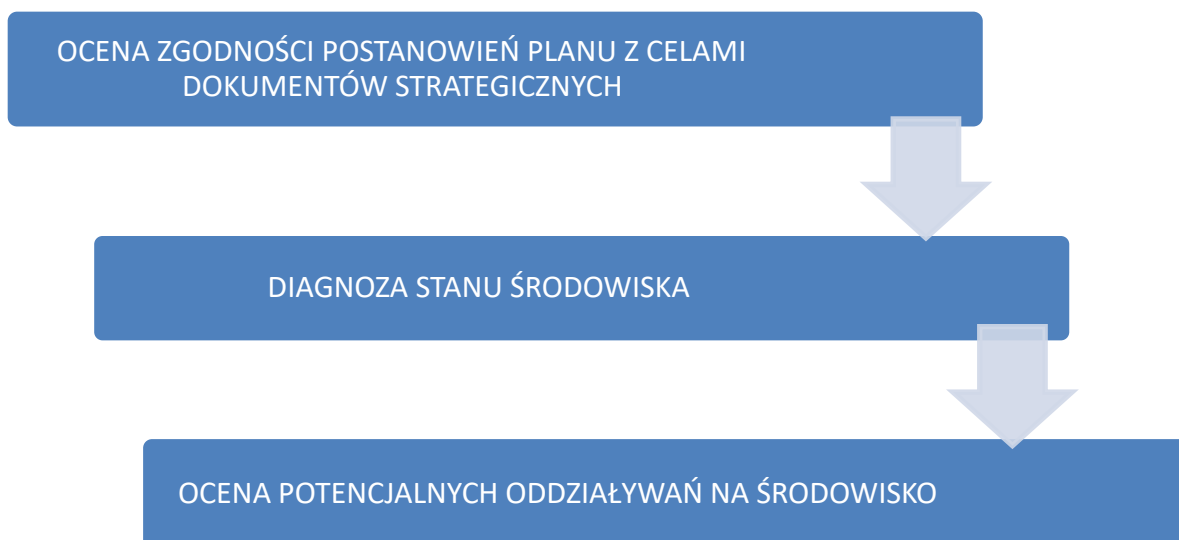 OCENA ZGODNOŚCI POSTANOWIEŃ PLANU Z CELAMI
DOKUMENTÓW STRATEGICZNYCH
DIAGNOZA STANU ŚRODOWISKA
OCENA POTENCJALNYCH ODDZIAŁYWAŃ NA ŚRODOWISKO